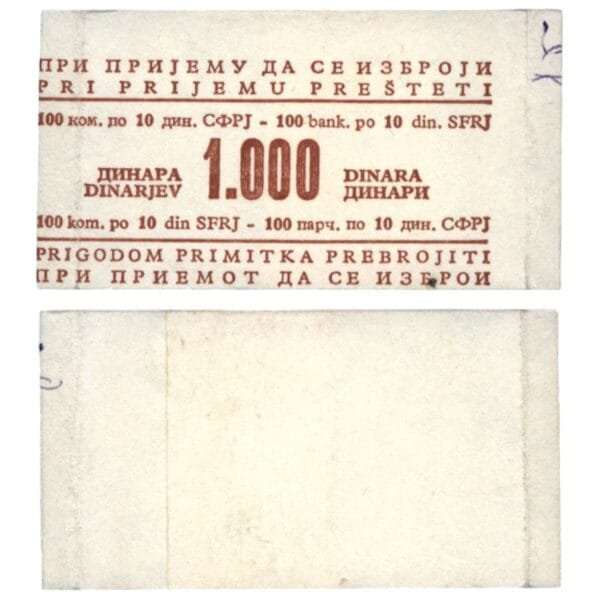 ПРИ ПРИЈЕМУ ДА СЕ ИЗБРОЈИ
PRI PRIJEMU PREŠTETI
100 ком. по 10 дин. СФРЈ - 100 bank. po 10 din. SFRJ
ДИНАРА 1.000 DINARA
DINARJEV ДИНАРИ
100 kom. po 10 din SFRJ - 100 парч. по 10 дин. СФРЈ
PRIGODOM PRIMITKA PREBROJITI
ПРИ ПРИЕМОТ ДА СЕ ИЗБРОИ